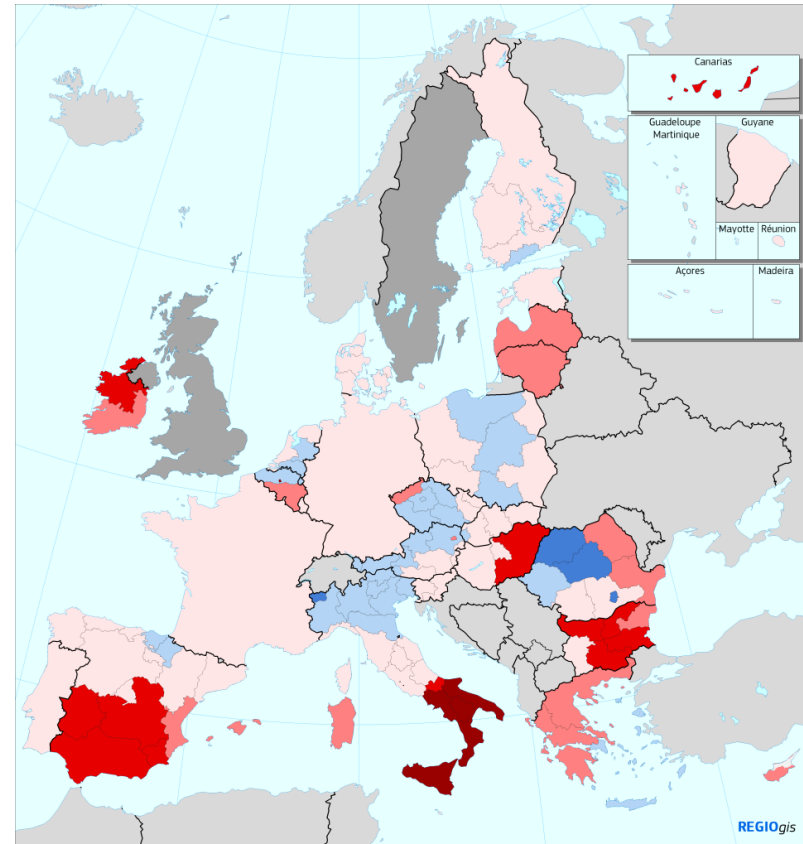 Canarias
Guadeloupe
Martinique
Guyane
Mayotte
Réunion
Açores
Madeira
REGIOgis